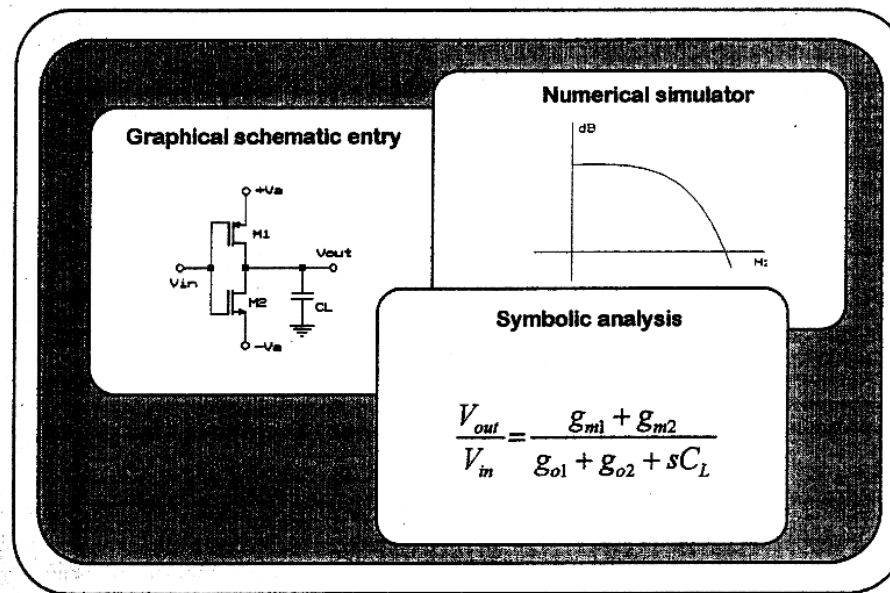 Graphical schematic entry
+Va
M1
Vout
Vin
M2
CL
-Va
Numerical simulator
dB
Hz
Symbolic analysis
V_out / V_in = (g_m1 + g_m2) / (g_o1 + g_o2 + sC_L)